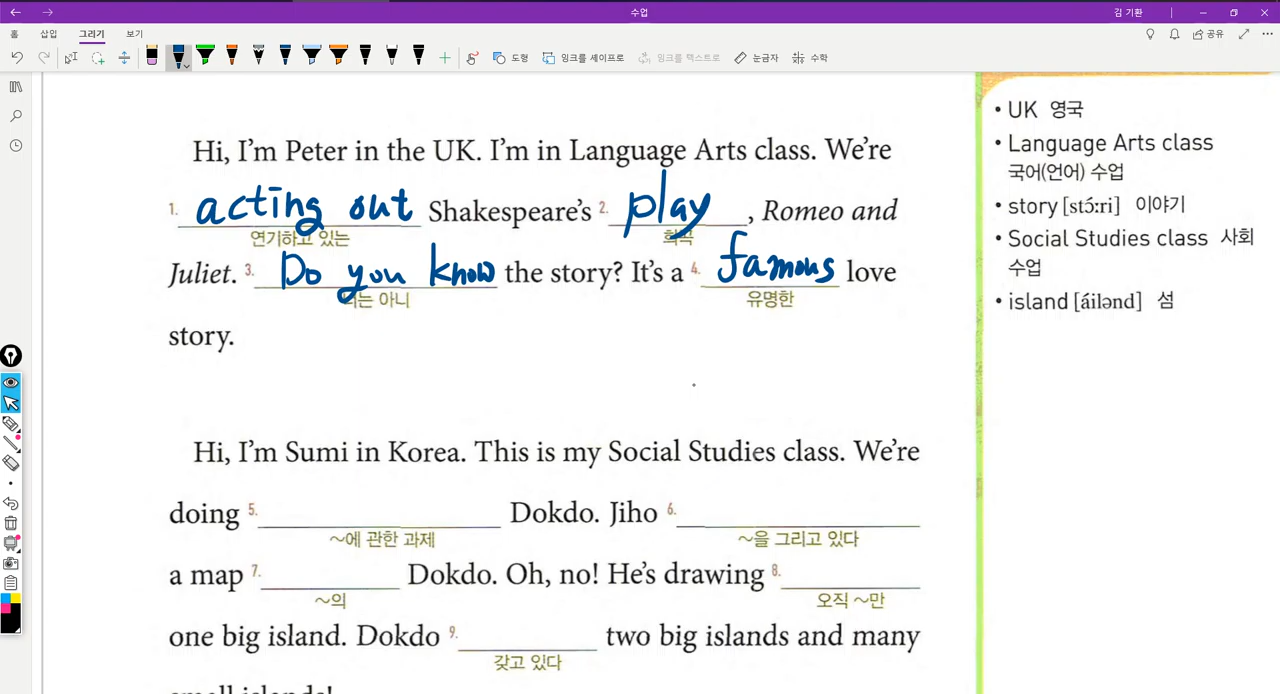 수업
김 기환
홈 삽입 그리기 보기
공유
도형 잉크를 셰이프로 잉크를 텍스트로 눈금자 수학
Hi, I'm Peter in the UK. I'm in Language Arts class. We're
1. acting out Shakespeare's 2. play, Romeo and
연기하고 있는 희곡
Juliet. 3. Do you know the story? It's a 4. famous love
너는 아니 유명한
story.
Hi, I'm Sumi in Korea. This is my Social Studies class. We're
doing 5. Dokdo. Jiho 6.
~에 관한 과제 ~을 그리고 있다
a map 7. Dokdo. Oh, no! He's drawing 8.
~의 오직 ~만
one big island. Dokdo 9. two big islands and many
갖고 있다
small islands!
• UK 영국
• Language Arts class
국어(언어) 수업
• story [stɔ́ːri] 이야기
• Social Studies class 사회
수업
• island [áilənd] 섬